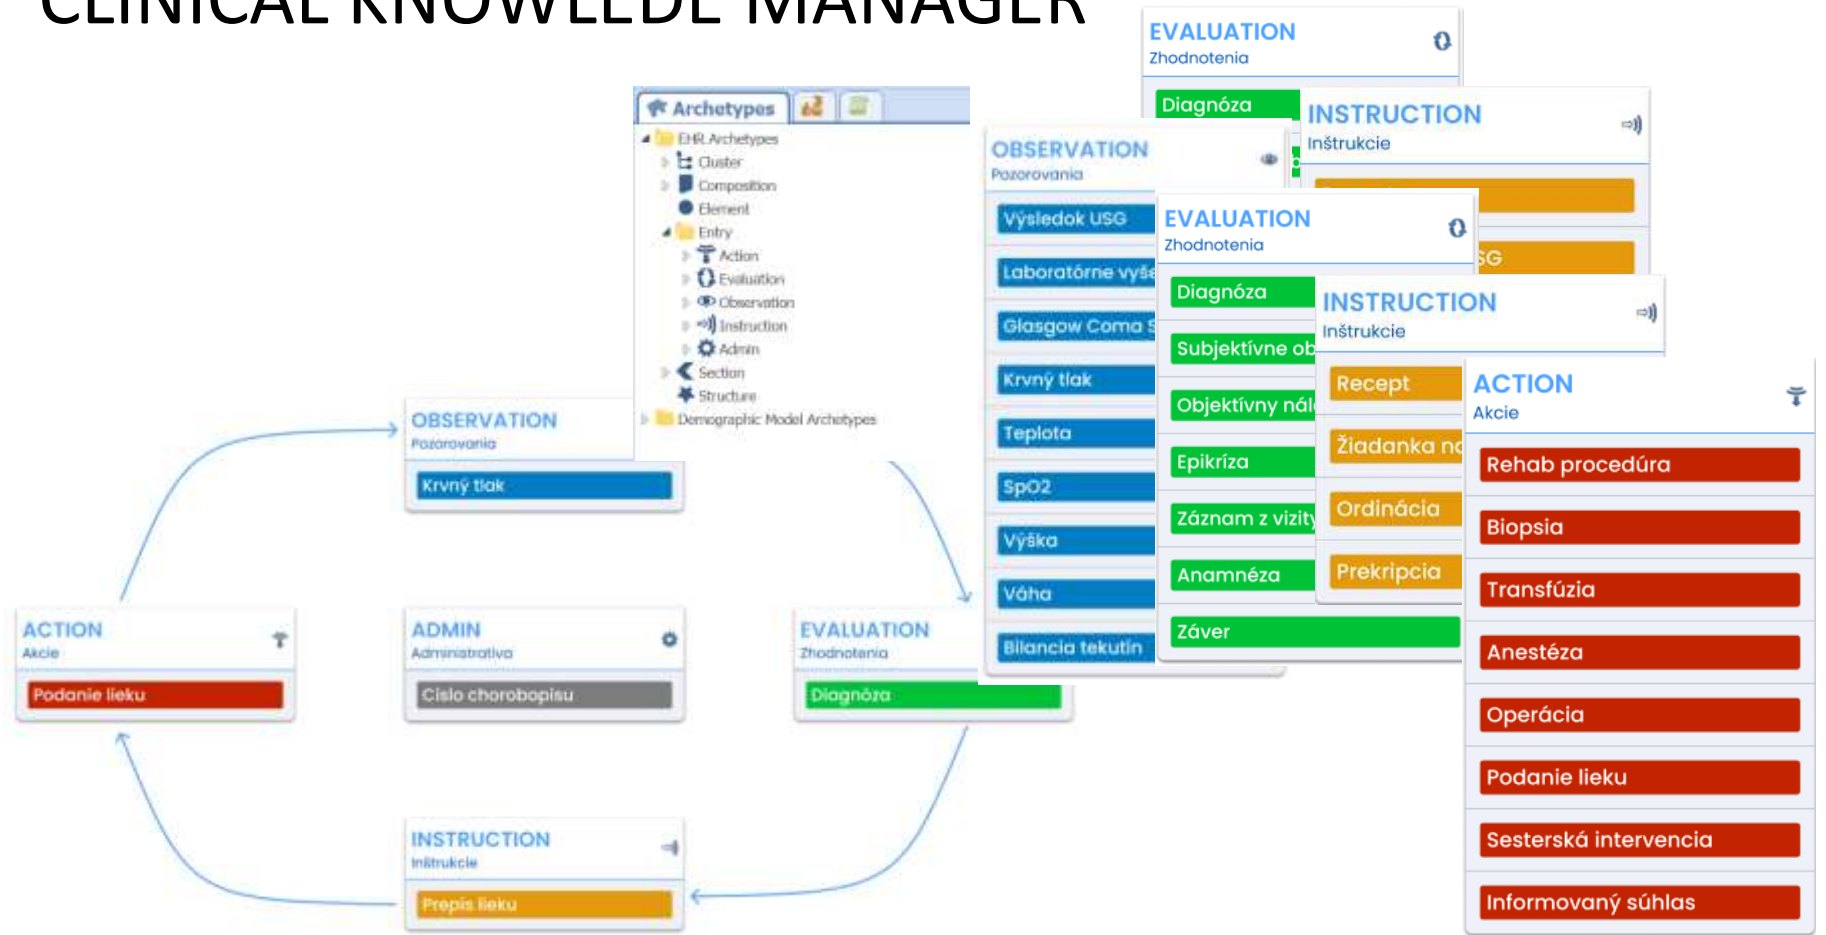 CLINICAL KNOWLEDE MANAGER
EVALUATION
Zhodnotenia
Diagnóza
INSTRUCTION
Inštrukcie
SG
Archetypes
EHR Archetypes
Cluster
Composition
Element
Entry
Action
Evaluation
Observation
Instruction
Admin
Section
Structure
Demographic Model Archetypes
OBSERVATION
Pozorovania
Výsledok USG
Laboratórne vyše
Glasgow Coma S
Krvný tlak
Teplota
SpO2
Výška
Váha
Bilancia tekutín
EVALUATION
Zhodnotenia
Diagnóza
Subjektívne ob
Objektívny nál
Epikríza
Záznam z vizity
Anamnéza
Záver
INSTRUCTION
Inštrukcie
Recept
Žiadanka na
Ordinácia
Prekripcia
ACTION
Akcie
Rehab procedúra
Biopsia
Transfúzia
Anestéza
Operácia
Podanie lieku
Sesterská intervencia
Informovaný súhlas
OBSERVATION
Pozorovania
Krvný tlak
ACTION
Akcie
Podanie lieku
ADMIN
Administratíva
Císlo chorobopisu
EVALUATION
Zhodnotenia
Diagnóza
INSTRUCTION
Inštrukcie
Prepis lieku